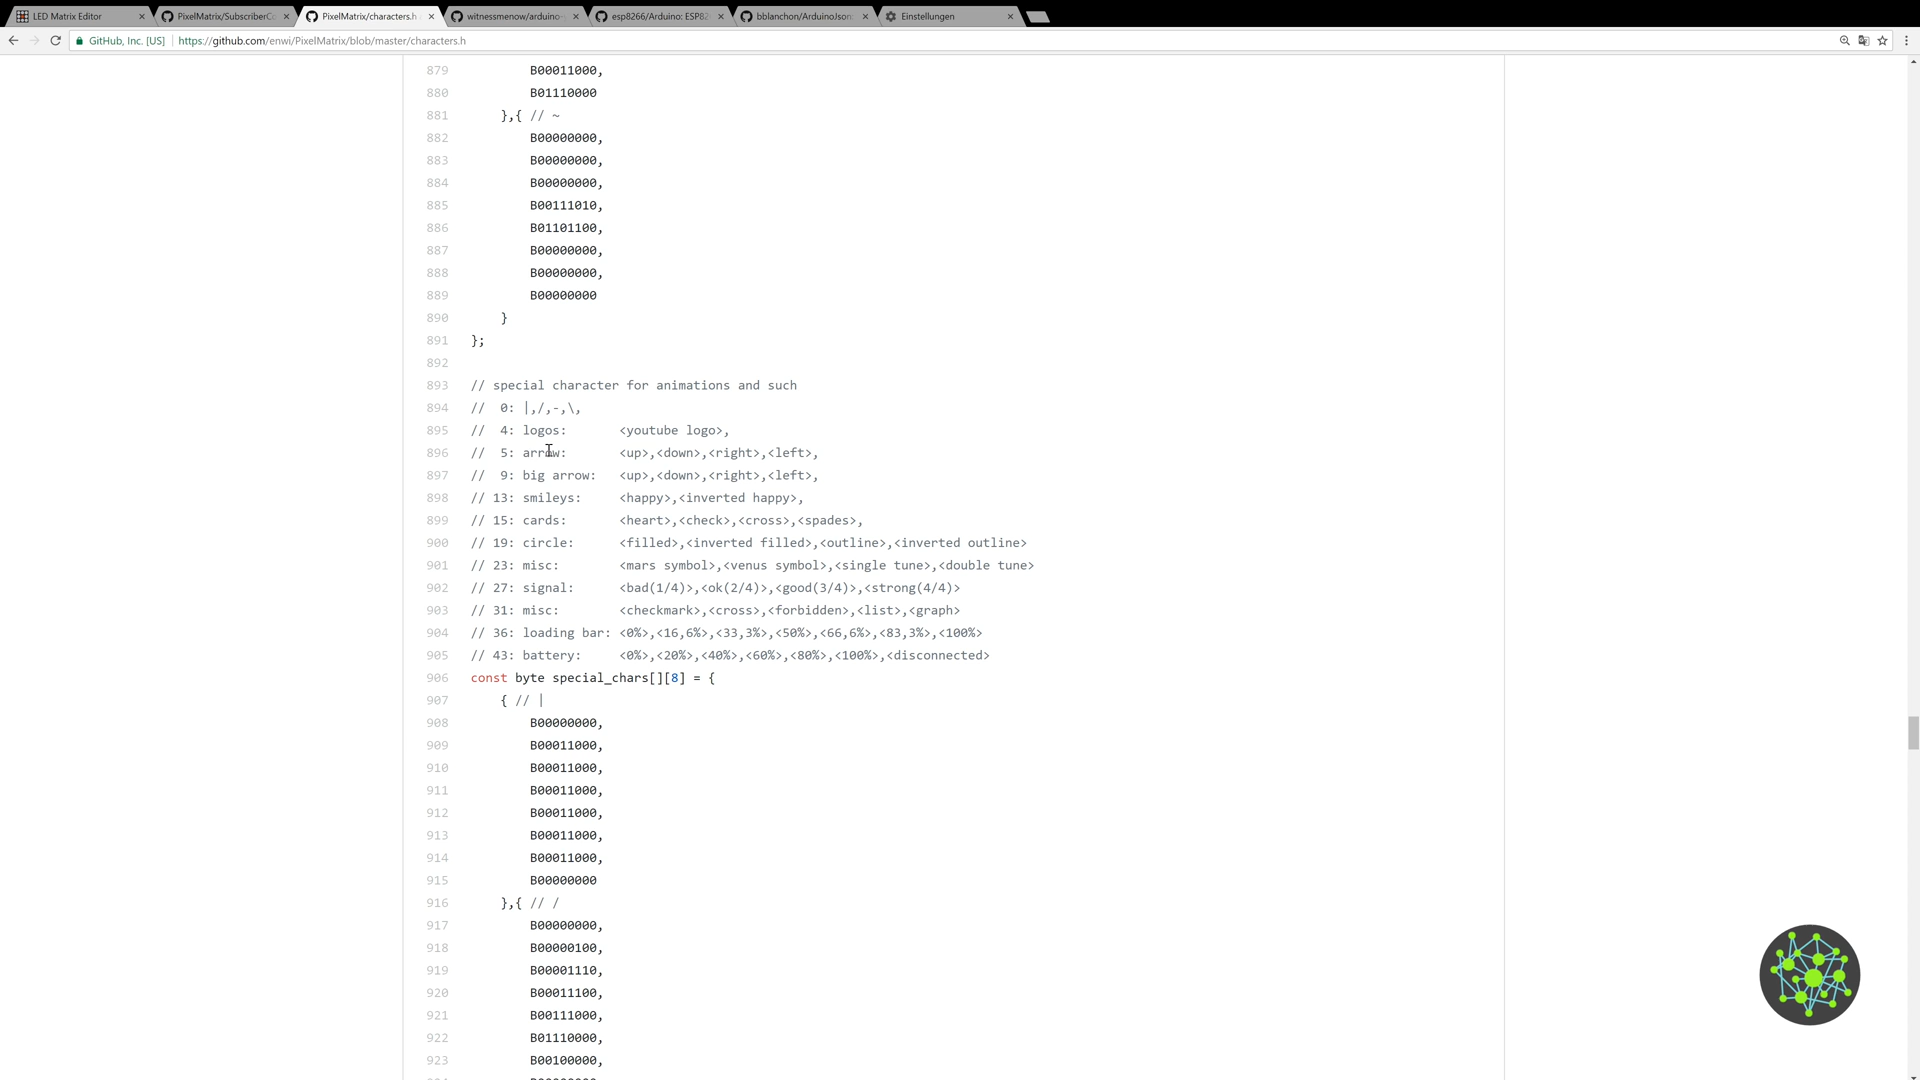 LED Matrix Editor
PixelMatrix/SubscriberCo
PixelMatrix/characters.h
witnessmenow/arduino-
esp8266/Arduino: ESP82
bblanchon/ArduinoJson:
Einstellungen
GitHub, Inc. [US] | https://github.com/enwi/PixelMatrix/blob/master/characters.h
879 B00011000,
880 B01110000
881 },{ // ~
882 B00000000,
883 B00000000,
884 B00000000,
885 B00111010,
886 B01101100,
887 B00000000,
888 B00000000,
889 B00000000
890 }
891 };
892
893 // special character for animations and such
894 // 0: |,/,-,\,
895 // 4: logos: <youtube logo>,
896 // 5: arrow: <up>,<down>,<right>,<left>,
897 // 9: big arrow: <up>,<down>,<right>,<left>,
898 // 13: smileys: <happy>,<inverted happy>,
899 // 15: cards: <heart>,<check>,<cross>,<spades>,
900 // 19: circle: <filled>,<inverted filled>,<outline>,<inverted outline>
901 // 23: misc: <mars symbol>,<venus symbol>,<single tune>,<double tune>
902 // 27: signal: <bad(1/4)>,<ok(2/4)>,<good(3/4)>,<strong(4/4)>
903 // 31: misc: <checkmark>,<cross>,<forbidden>,<list>,<graph>
904 // 36: loading bar: <0%>,<16,6%>,<33,3%>,<50%>,<66,6%>,<83,3%>,<100%>
905 // 43: battery: <0%>,<20%>,<40%>,<60%>,<80%>,<100%>,<disconnected>
906 const byte special_chars[][8] = {
907 { // |
908 B00000000,
909 B00011000,
910 B00011000,
911 B00011000,
912 B00011000,
913 B00011000,
914 B00011000,
915 B00000000
916 },{ // /
917 B00000000,
918 B00000100,
919 B00001110,
920 B00011100,
921 B00111000,
922 B01110000,
923 B00100000,